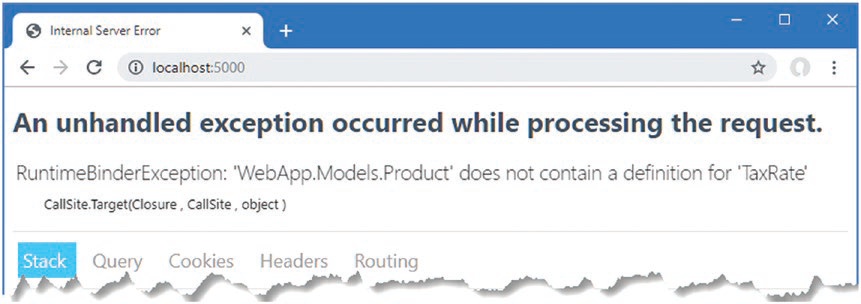 Internal Server Error
localhost:5000
An unhandled exception occurred while processing the request.
RuntimeBinderException: 'WebApp.Models.Product' does not contain a definition for 'TaxRate'
CallSite.Target(Closure , CallSite , object )
Stack Query Cookies Headers Routing